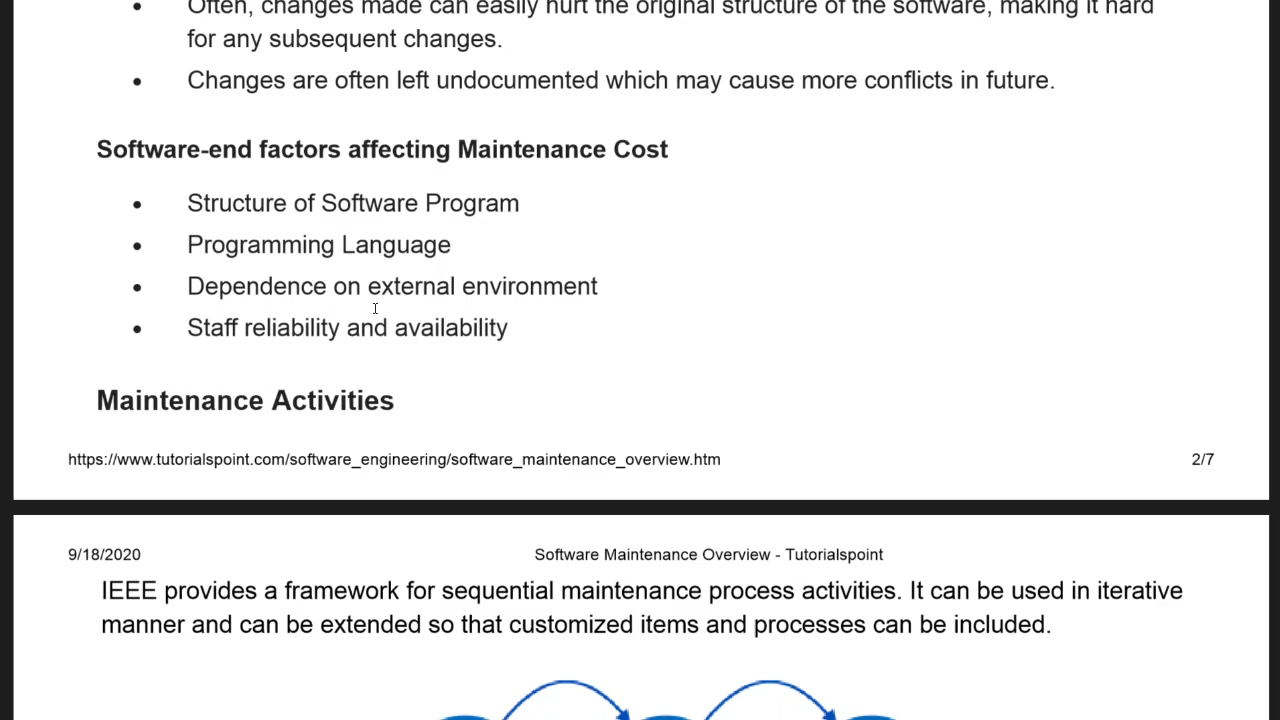 • Often, changes made can easily hurt the original structure of the software, making it hard
for any subsequent changes.
• Changes are often left undocumented which may cause more conflicts in future.
Software-end factors affecting Maintenance Cost
• Structure of Software Program
• Programming Language
• Dependence on external environment
• Staff reliability and availability
Maintenance Activities
https://www.tutorialspoint.com/software_engineering/software_maintenance_overview.htm 2/7
9/18/2020 Software Maintenance Overview - Tutorialspoint
IEEE provides a framework for sequential maintenance process activities. It can be used in iterative
manner and can be extended so that customized items and processes can be included.